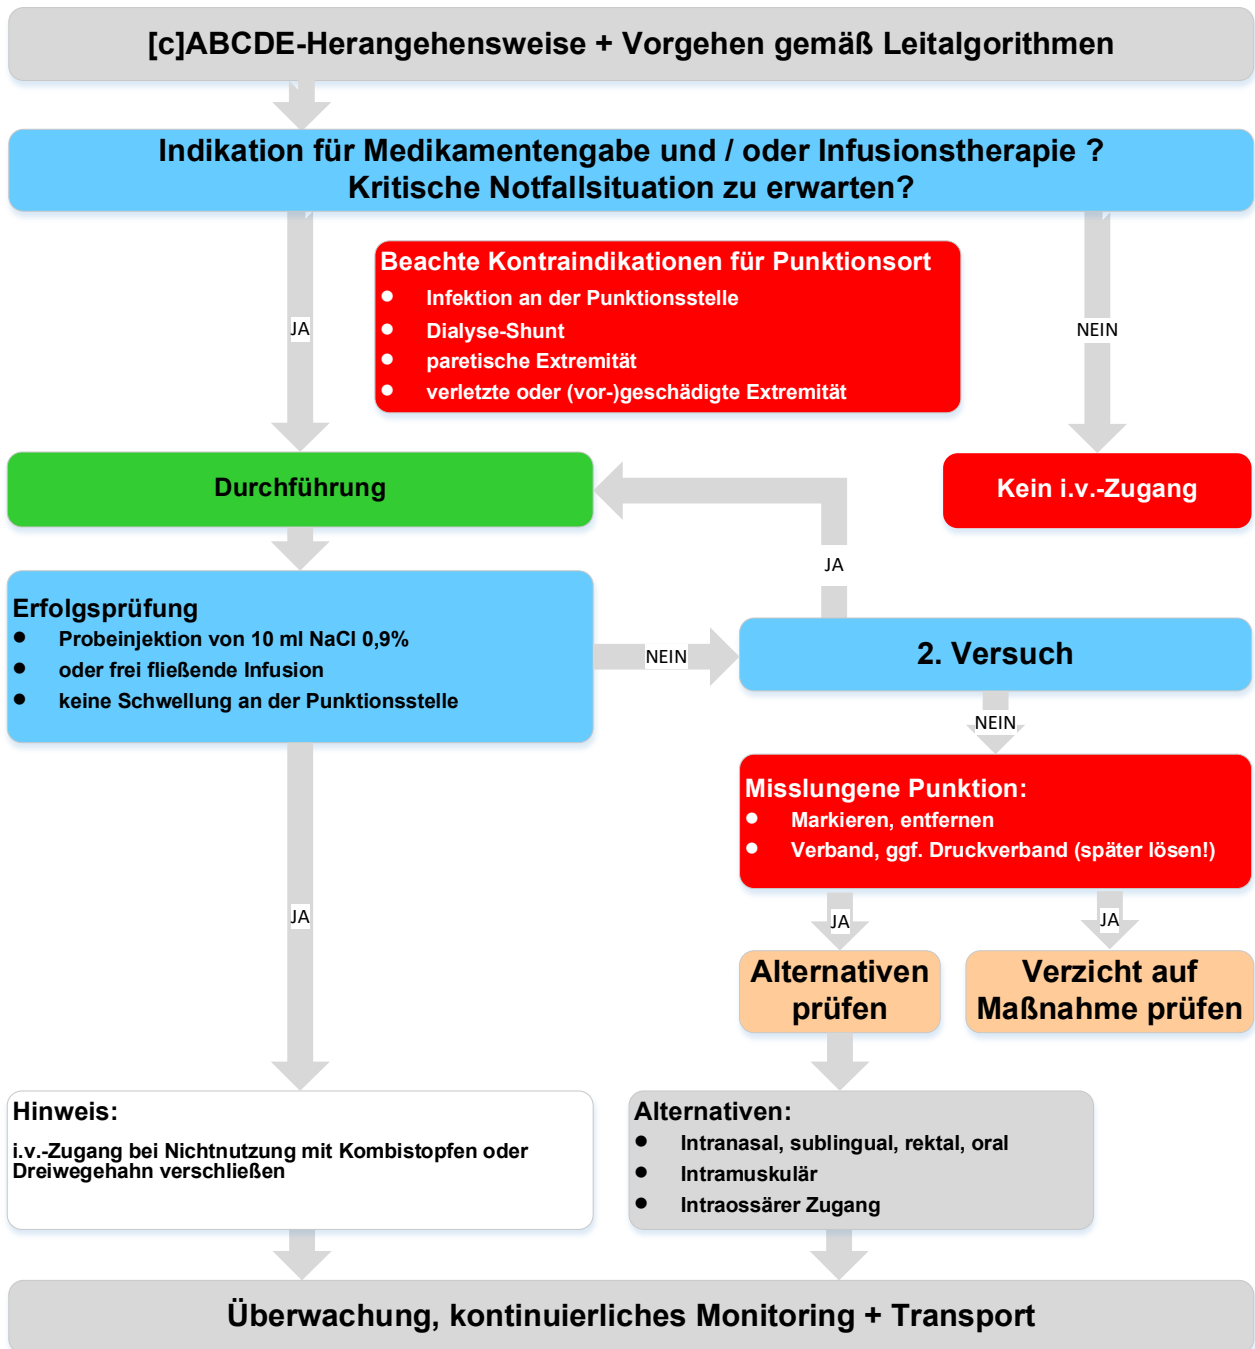 [c]ABCDE-Herangehensweise + Vorgehen gemäß Leitalgorithmen
Indikation für Medikamentengabe und / oder Infusionstherapie ?
Kritische Notfallsituation zu erwarten?
Beachte Kontraindikationen für Punktionsort
● Infektion an der Punktionsstelle
● Dialyse-Shunt
● paretische Extremität
● verletzte oder (vor-)geschädigte Extremität
JA
NEIN
Durchführung
Kein i.v.-Zugang
JA
Erfolgsprüfung
● Probeinjektion von 10 ml NaCl 0,9%
● oder frei fließende Infusion
● keine Schwellung an der Punktionsstelle
NEIN
2. Versuch
NEIN
Misslungene Punktion:
● Markieren, entfernen
● Verband, ggf. Druckverband (später lösen!)
JA
JA
JA
Alternativen
prüfen
Verzicht auf
Maßnahme prüfen
Hinweis:
i.v.-Zugang bei Nichtnutzung mit Kombistopfen oder
Dreiwegehahn verschließen
Alternativen:
● Intranasal, sublingual, rektal, oral
● Intramuskulär
● Intraossärer Zugang
Überwachung, kontinuierliches Monitoring + Transport